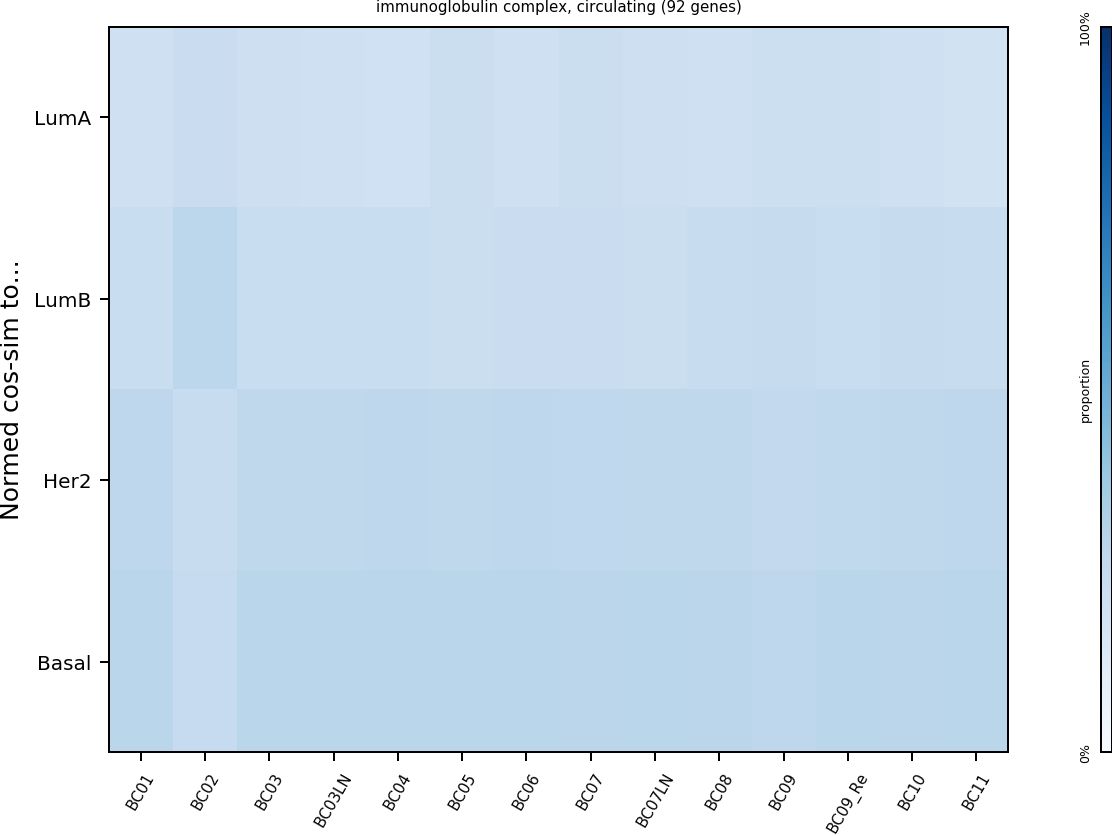 immunoglobulin complex, circulating (92 genes)
Normed cos-sim to...
LumA
LumB
Her2
Basal
BC01
BC02
BC03
BC03LN
BC04
BC05
BC06
BC07
BC07LN
BC08
BC09
BC09_Re
BC10
BC11
100%
proportion
0%